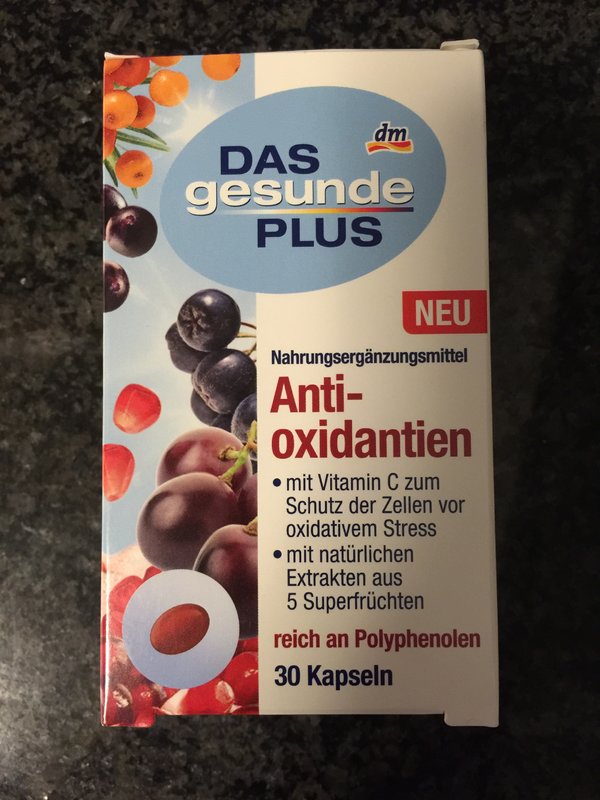 dm
DAS
gesunde
PLUS
NEU
Nahrungsergänzungsmittel
Anti-
oxidantien
• mit Vitamin C zum
Schutz der Zellen vor
oxidativem Stress
• mit natürlichen
Extrakten aus
5 Superfrüchten
reich an Polyphenolen
30 Kapseln